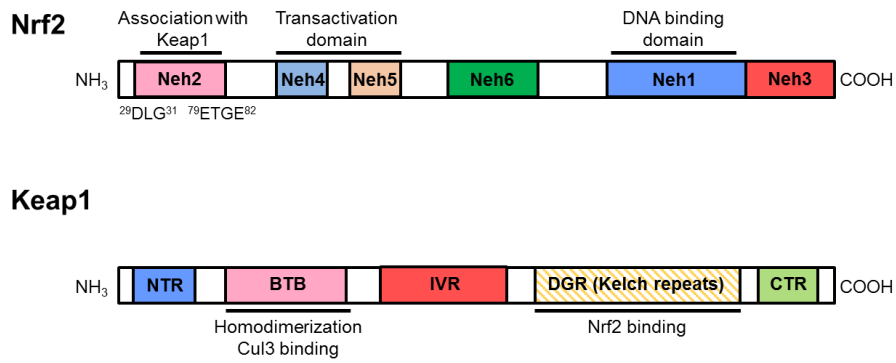 Nrf2
Association with
Keap1
Transactivation
domain
DNA binding
domain
NH₃ Neh2 Neh4 Neh5 Neh6 Neh1 Neh3 COOH
²⁹DLG³¹ ⁷⁹ETGE⁸²
Keap1
NH₃ NTR BTB IVR DGR (Kelch repeats) CTR COOH
Homodimerization
Cul3 binding
Nrf2 binding